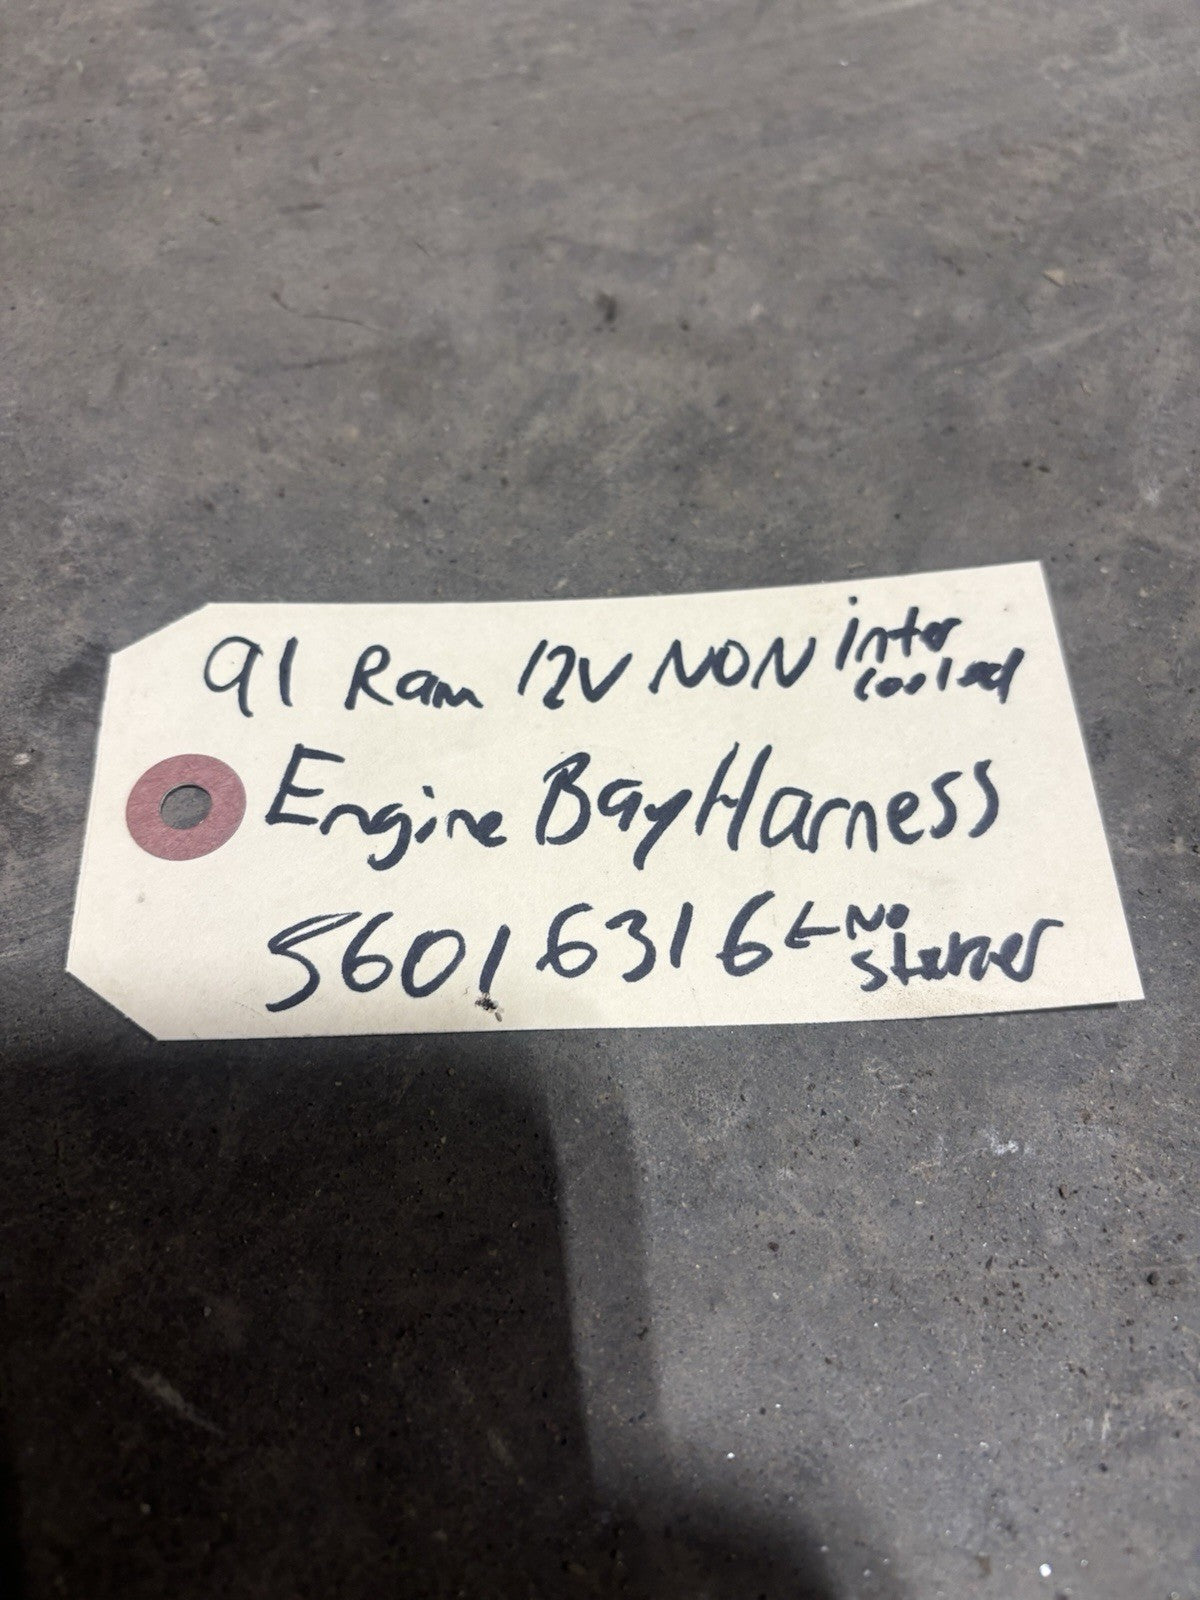 91 Ram 12V NON inter cooled
Engine Bay Harness
56016316 ← NO starter